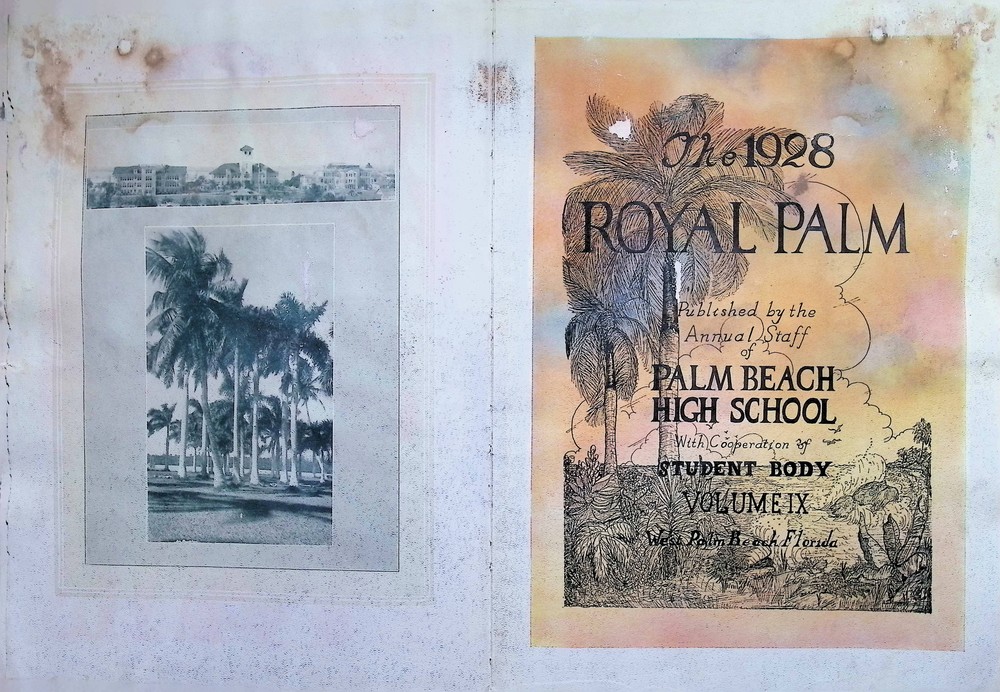 The 1928
ROYAL PALM
Published by the
Annual Staff
of
PALM BEACH
HIGH SCHOOL
With Cooperation of
STUDENT BODY
VOLUME IX
West Palm Beach Florida